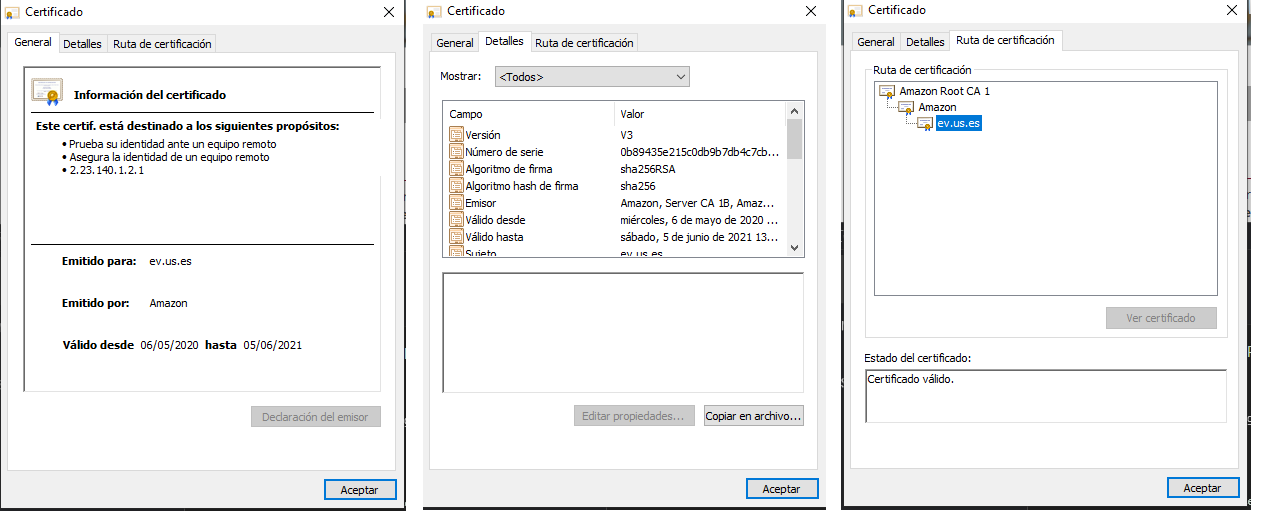 Certificado
General Detalles Ruta de certificación
Información del certificado
Este certif. está destinado a los siguientes propósitos:
• Prueba su identidad ante un equipo remoto
• Asegura la identidad de un equipo remoto
• 2.23.140.1.2.1
Emitido para: ev.us.es
Emitido por: Amazon
Válido desde 06/05/2020 hasta 05/06/2021
Declaración del emisor
Aceptar
Certificado
General Detalles Ruta de certificación
Mostrar: <Todos>
Campo Valor
Versión V3
Número de serie 0b89435e215c0db9b7db4c7cb...
Algoritmo de firma sha256RSA
Algoritmo hash de firma sha256
Emisor Amazon, Server CA 1B, Amaz...
Válido desde miércoles, 6 de mayo de 2020 ...
Válido hasta sábado, 5 de junio de 2021 13...
Sujeto ev.us.es
Editar propiedades... Copiar en archivo...
Aceptar
Certificado
General Detalles Ruta de certificación
Ruta de certificación
Amazon Root CA 1
Amazon
ev.us.es
Ver certificado
Estado del certificado:
Certificado válido.
Aceptar